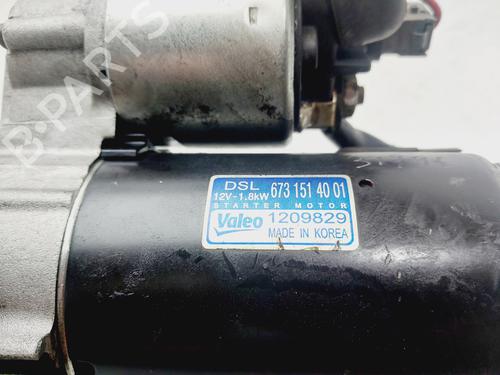 B-PARTS
DSL 673 151 40 01
12V-1.8kW
STARTER MOTOR
Valeo 1209829
MADE IN KOREA